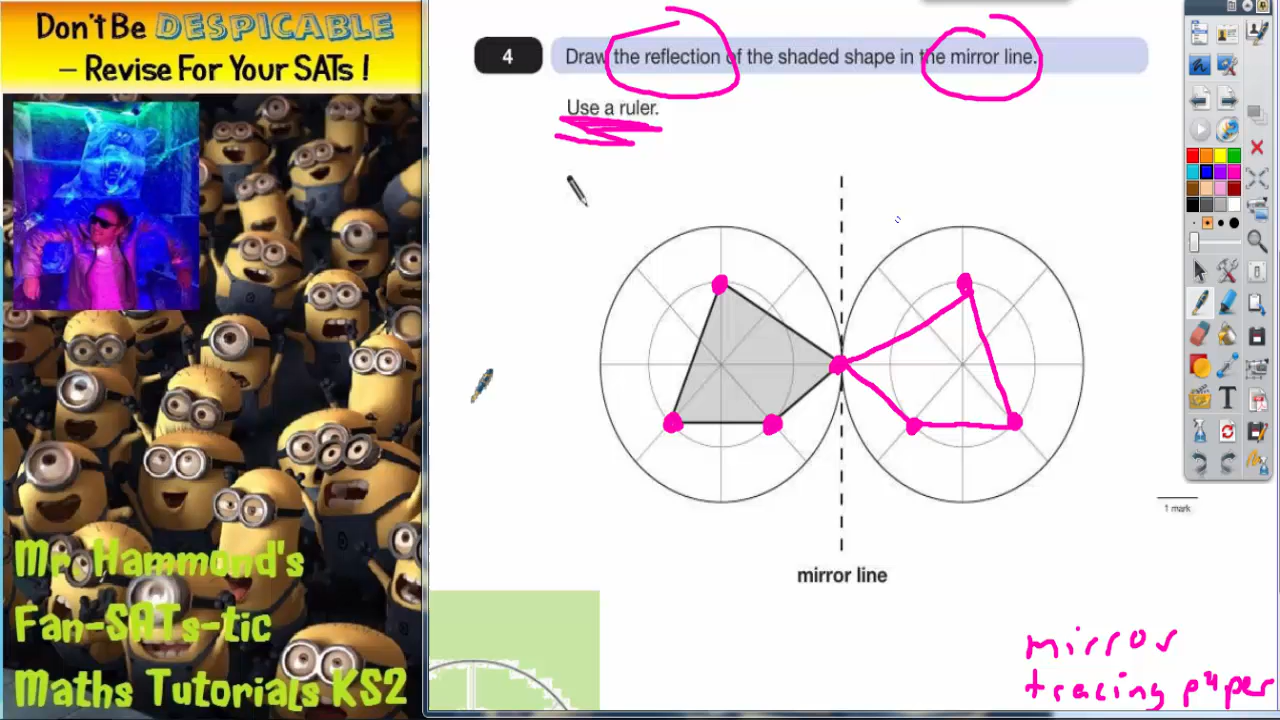 Don't Be DESPICABLE
– Revise For Your SATs !
4 Draw the reflection of the shaded shape in the mirror line.
Use a ruler.
1 mark
mirror line
Mr Hammond's
Fan-SATs-tic
Maths Tutorials KS2
mirros
tracing paper